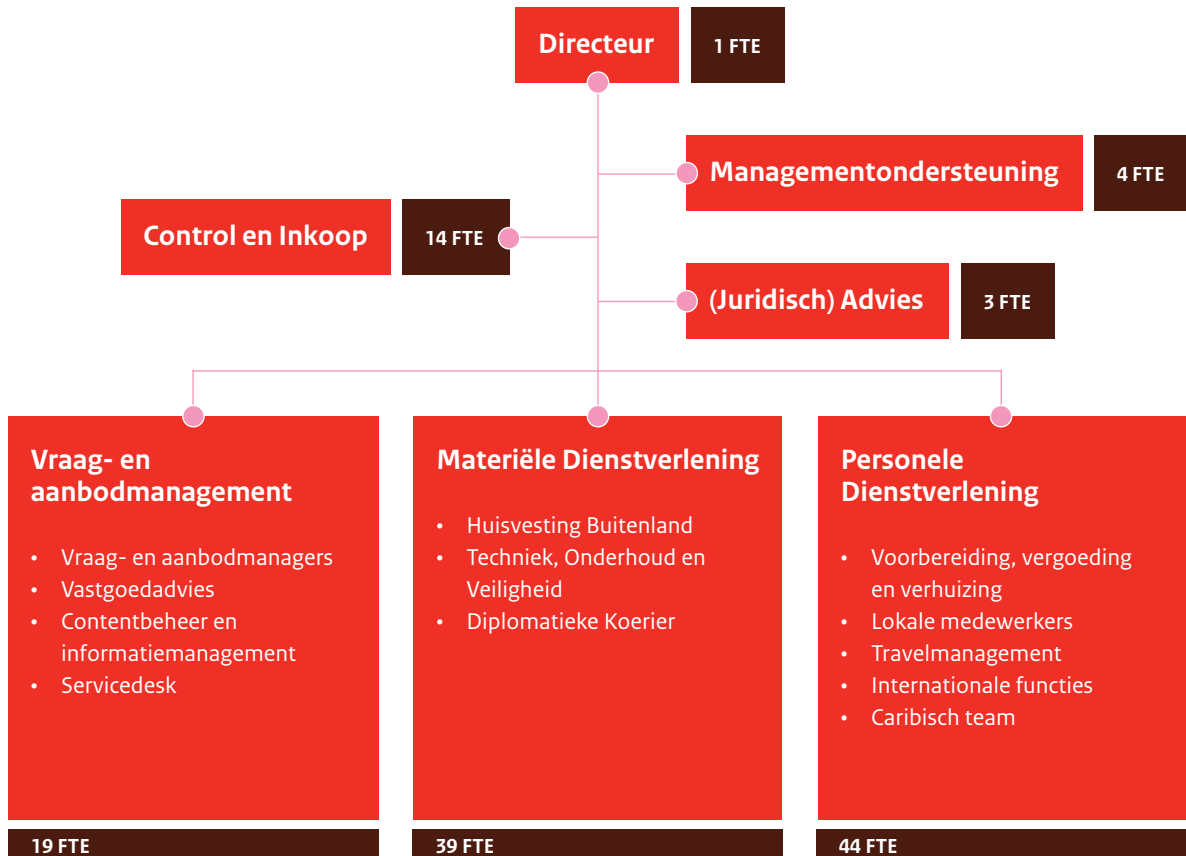 Directeur
1 FTE
Managementondersteuning
4 FTE
Control en Inkoop
14 FTE
(Juridisch) Advies
3 FTE
Vraag- en
aanbodmanagement
• Vraag- en aanbodmanagers
• Vastgoedadvies
• Contentbeheer en
informatiemanagement
• Servicedesk
19 FTE
Materiële Dienstverlening
• Huisvesting Buitenland
• Techniek, Onderhoud en
Veiligheid
• Diplomatieke Koerier
39 FTE
Personele
Dienstverlening
• Voorbereiding, vergoeding
en verhuizing
• Lokale medewerkers
• Travelmanagement
• Internationale functies
• Caribisch team
44 FTE